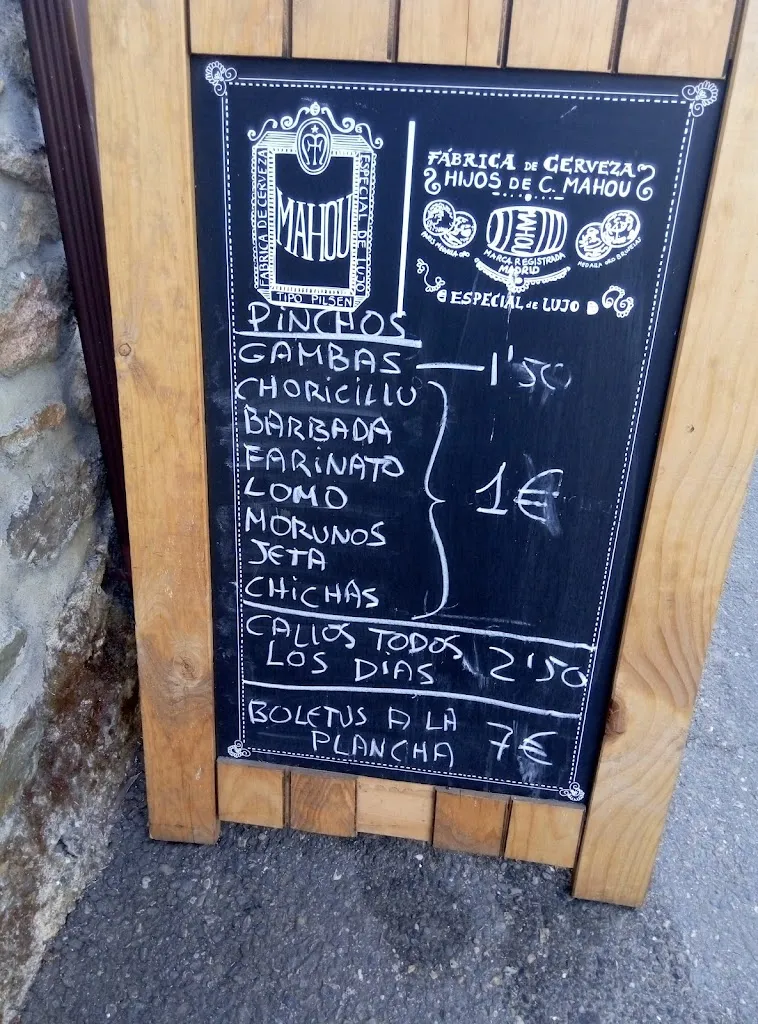 FÁBRICA DE CERVEZA
MAHOU
ESPECIAL DE LUJO
TIPO PILSEN
FÁBRICA DE CERVEZA
HIJOS DE C. MAHOU
MARCA REGISTRADA
MADRID
ESPECIAL DE LUJO
PINCHOS
GAMBAS — 1'50
CHORICILLO
BARBADA
FARINATO
LOMO
MORUNOS
JETA
CHICHAS
1€
CALLOS TODOS
LOS DIAS 2'50
BOLETUS A LA
PLANCHA 7€